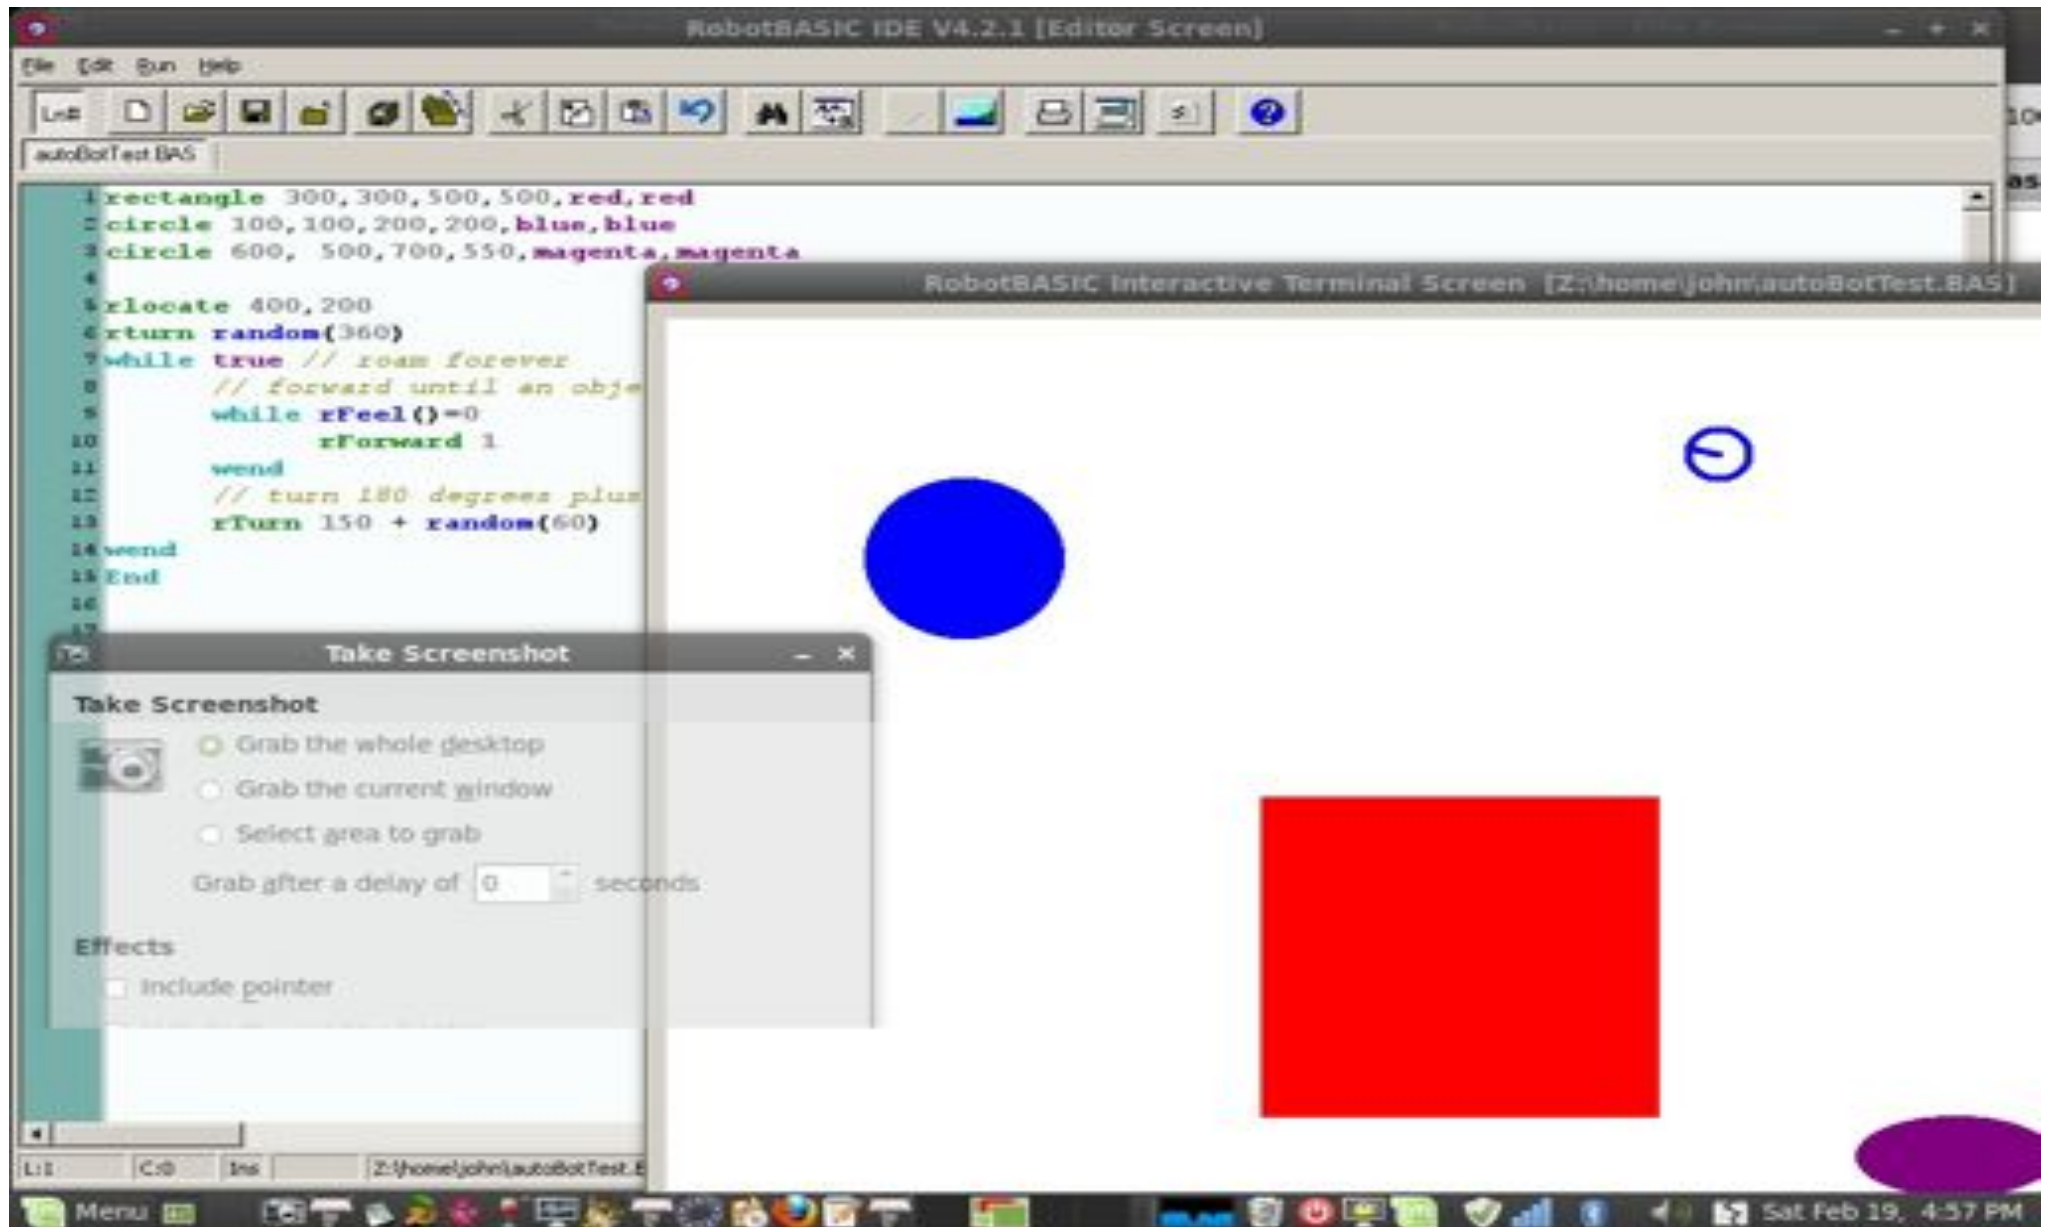 RobotBASIC IDE V4.2.1 [Editor Screen]
File Edit Run Help
Ln#
10
autoBotTest.BAS
as
1 rectangle 300,300,500,500,red,red
2 circle 100,100,200,200,blue,blue
3 circle 600, 500,700,550,magenta,magenta
4
RobotBASIC Interactive Terminal Screen [Z:\home\john\autoBotTest.BAS]
5 rlocate 400,200
6 rturn random(360)
7 while true // roam forever
8 // forward until an obje
9 while rFeel()=0
10 rForward 1
11 wend
12 // turn 180 degrees plus
13 rTurn 150 + random(60)
14 wend
15 End
16
17
Take Screenshot
Take Screenshot
Grab the whole desktop
Grab the current window
Select area to grab
Grab after a delay of 0 seconds
Effects
Include pointer
L:1 C:0 Ins Z:\home\john\autoBotTest.B
Menu Sat Feb 19, 4:57 PM